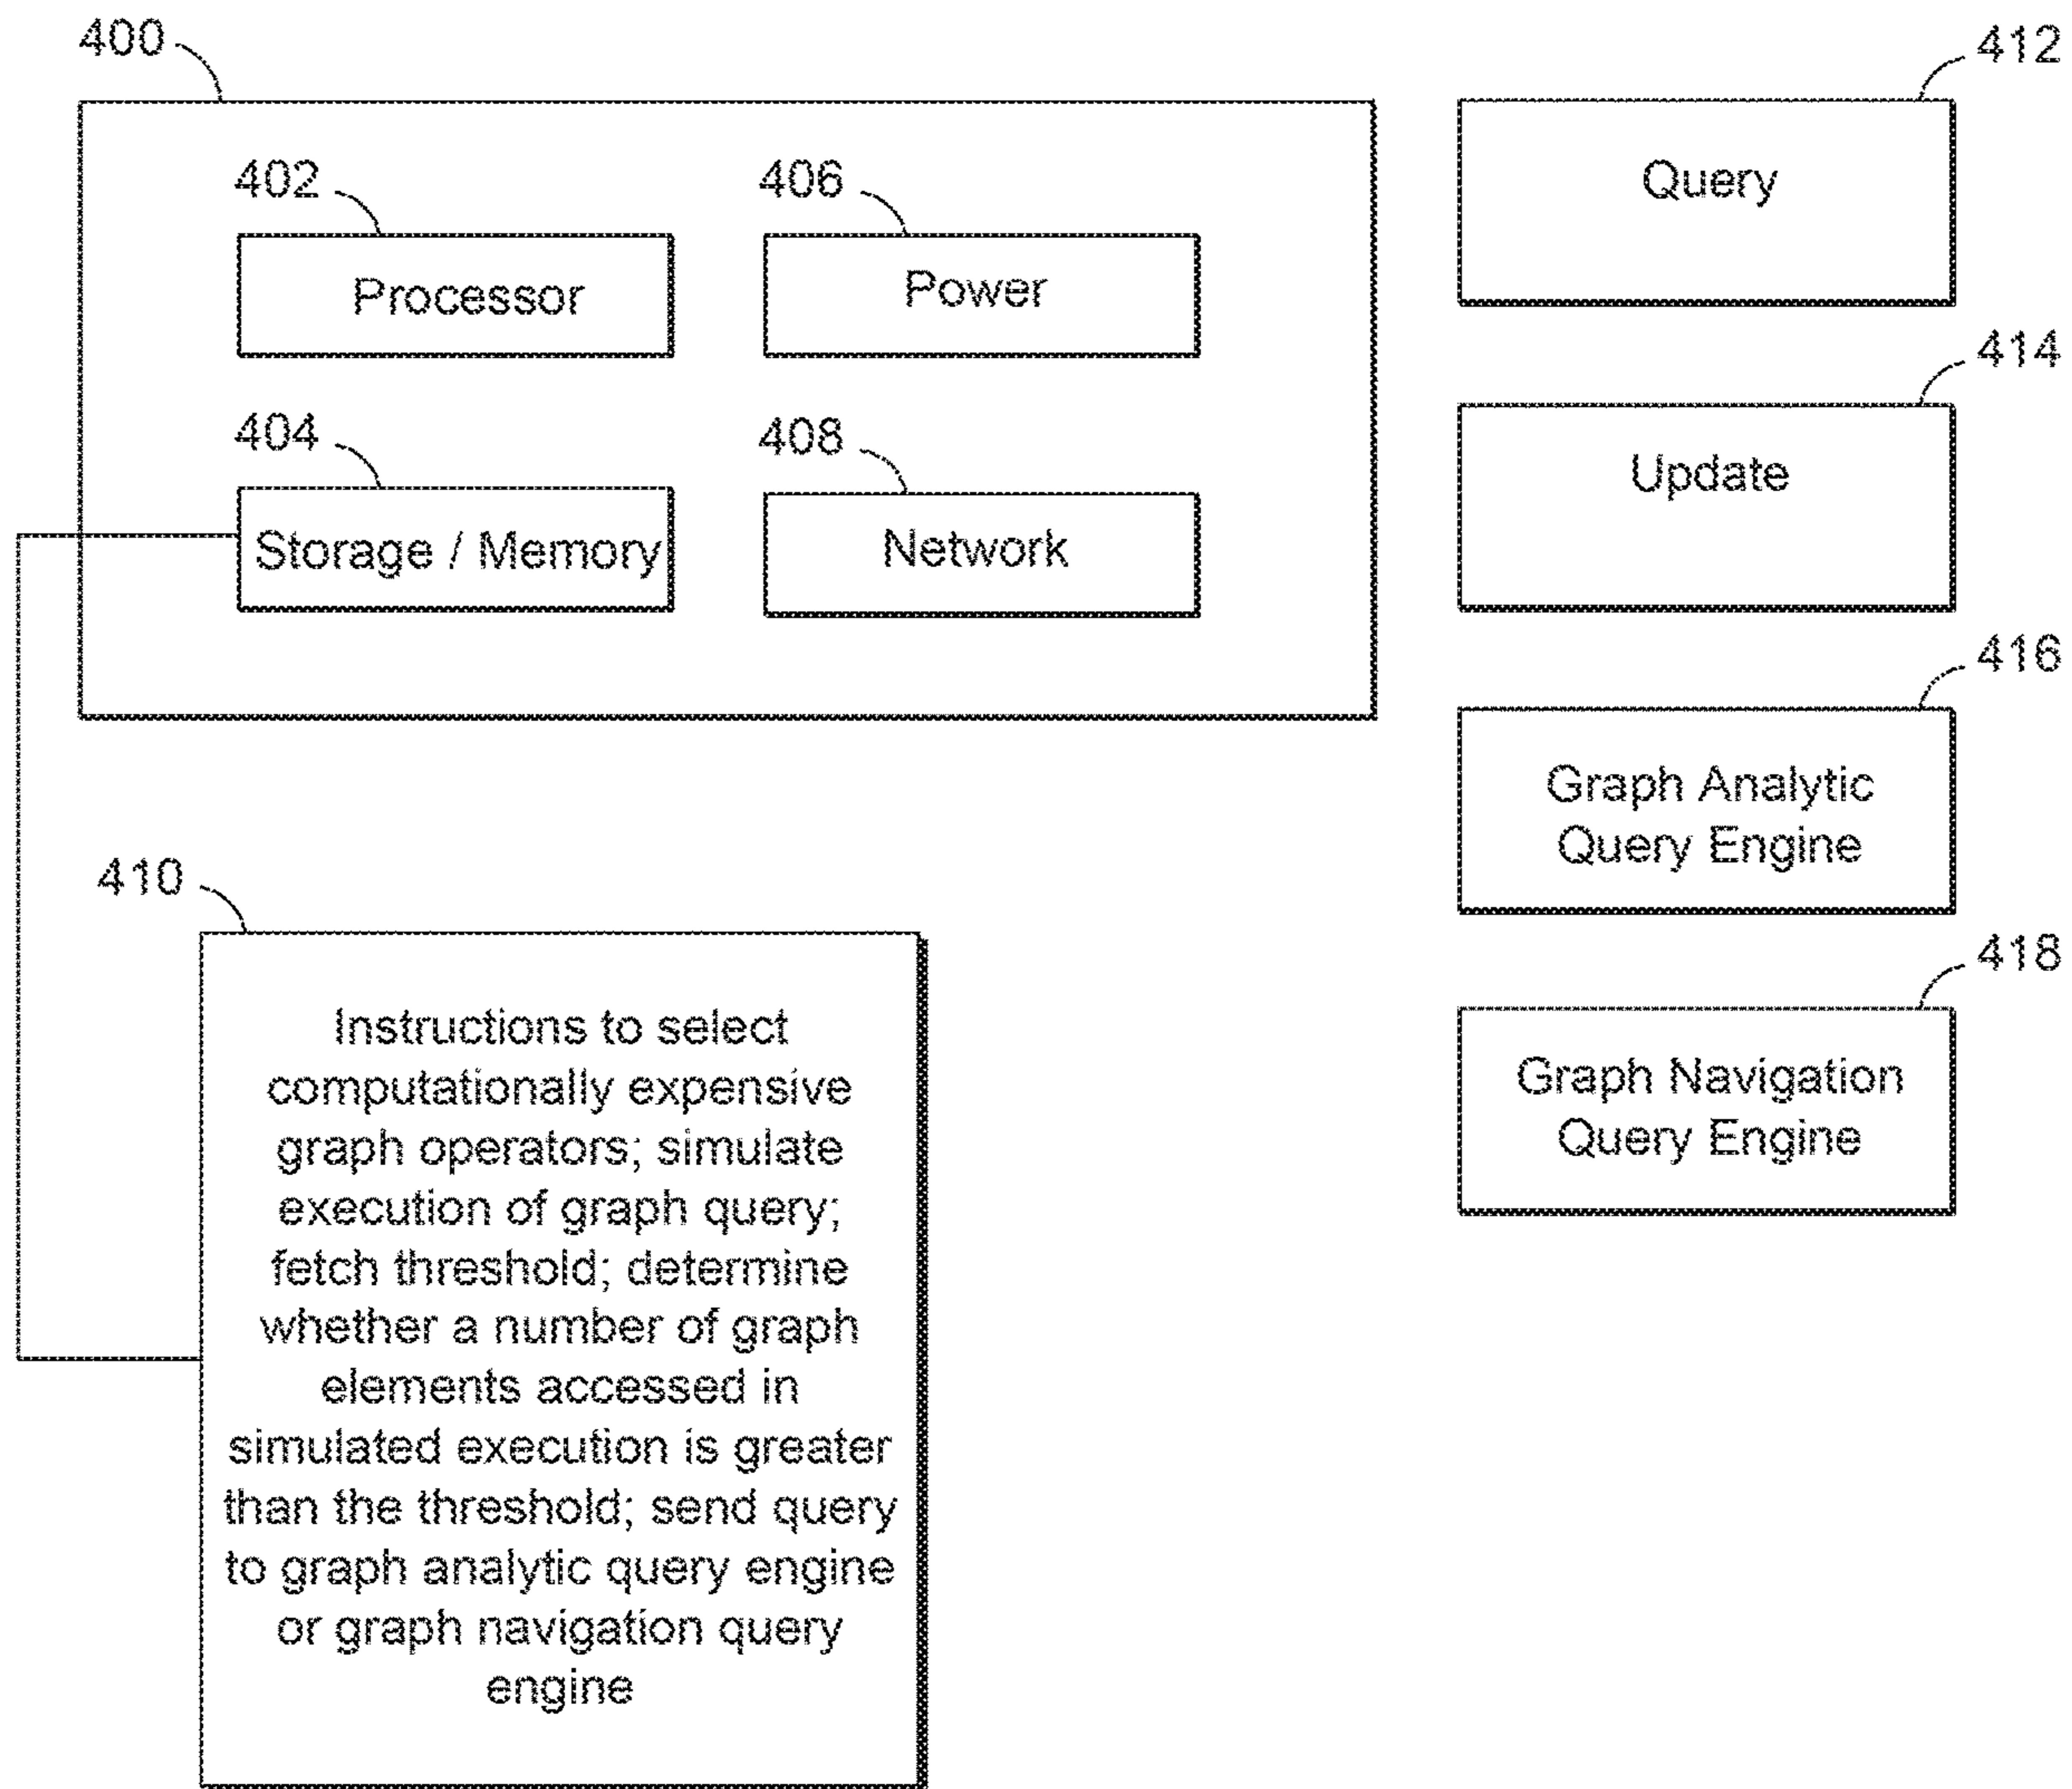 400
412
402
406
Processor
Power
Query
404
408
414
Storage / Memory
Network
Update
416
Graph Analytic
Query Engine
410
418
Instructions to select
computationally expensive
graph operators; simulate
execution of graph query;
fetch threshold; determine
whether a number of graph
elements accessed in
simulated execution is greater
than the threshold; send query
to graph analytic query engine
or graph navigation query
engine
Graph Navigation
Query Engine